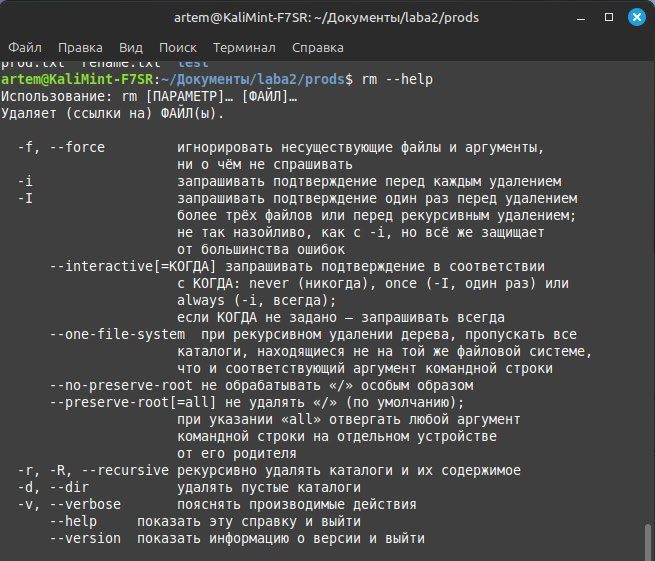 artem@KaliMint-F7SR: ~/Документы/laba2/prods
Файл Правка Вид Поиск Терминал Справка
prod.txt rename.txt test
artem@KaliMint-F7SR:~/Документы/laba2/prods$ rm --help
Использование: rm [ПАРАМЕТР]… [ФАЙЛ]…
Удаляет (ссылки на) ФАЙЛ(ы).
-f, --force игнорировать несуществующие файлы и аргументы,
ни о чём не спрашивать
-i запрашивать подтверждение перед каждым удалением
-I запрашивать подтверждение один раз перед удалением
более трёх файлов или перед рекурсивным удалением;
не так назойливо, как с -i, но всё же защищает
от большинства ошибок
--interactive[=КОГДА] запрашивать подтверждение в соответствии
с КОГДА: never (никогда), once (-I, один раз) или
always (-i, всегда);
если КОГДА не задано — запрашивать всегда
--one-file-system при рекурсивном удалении дерева, пропускать все
каталоги, находящиеся не на той же файловой системе,
что и соответствующий аргумент командной строки
--no-preserve-root не обрабатывать «/» особым образом
--preserve-root[=all] не удалять «/» (по умолчанию);
при указании «all» отвергать любой аргумент
командной строки на отдельном устройстве
от его родителя
-r, -R, --recursive рекурсивно удалять каталоги и их содержимое
-d, --dir удалять пустые каталоги
-v, --verbose пояснять производимые действия
--help показать эту справку и выйти
--version показать информацию о версии и выйти